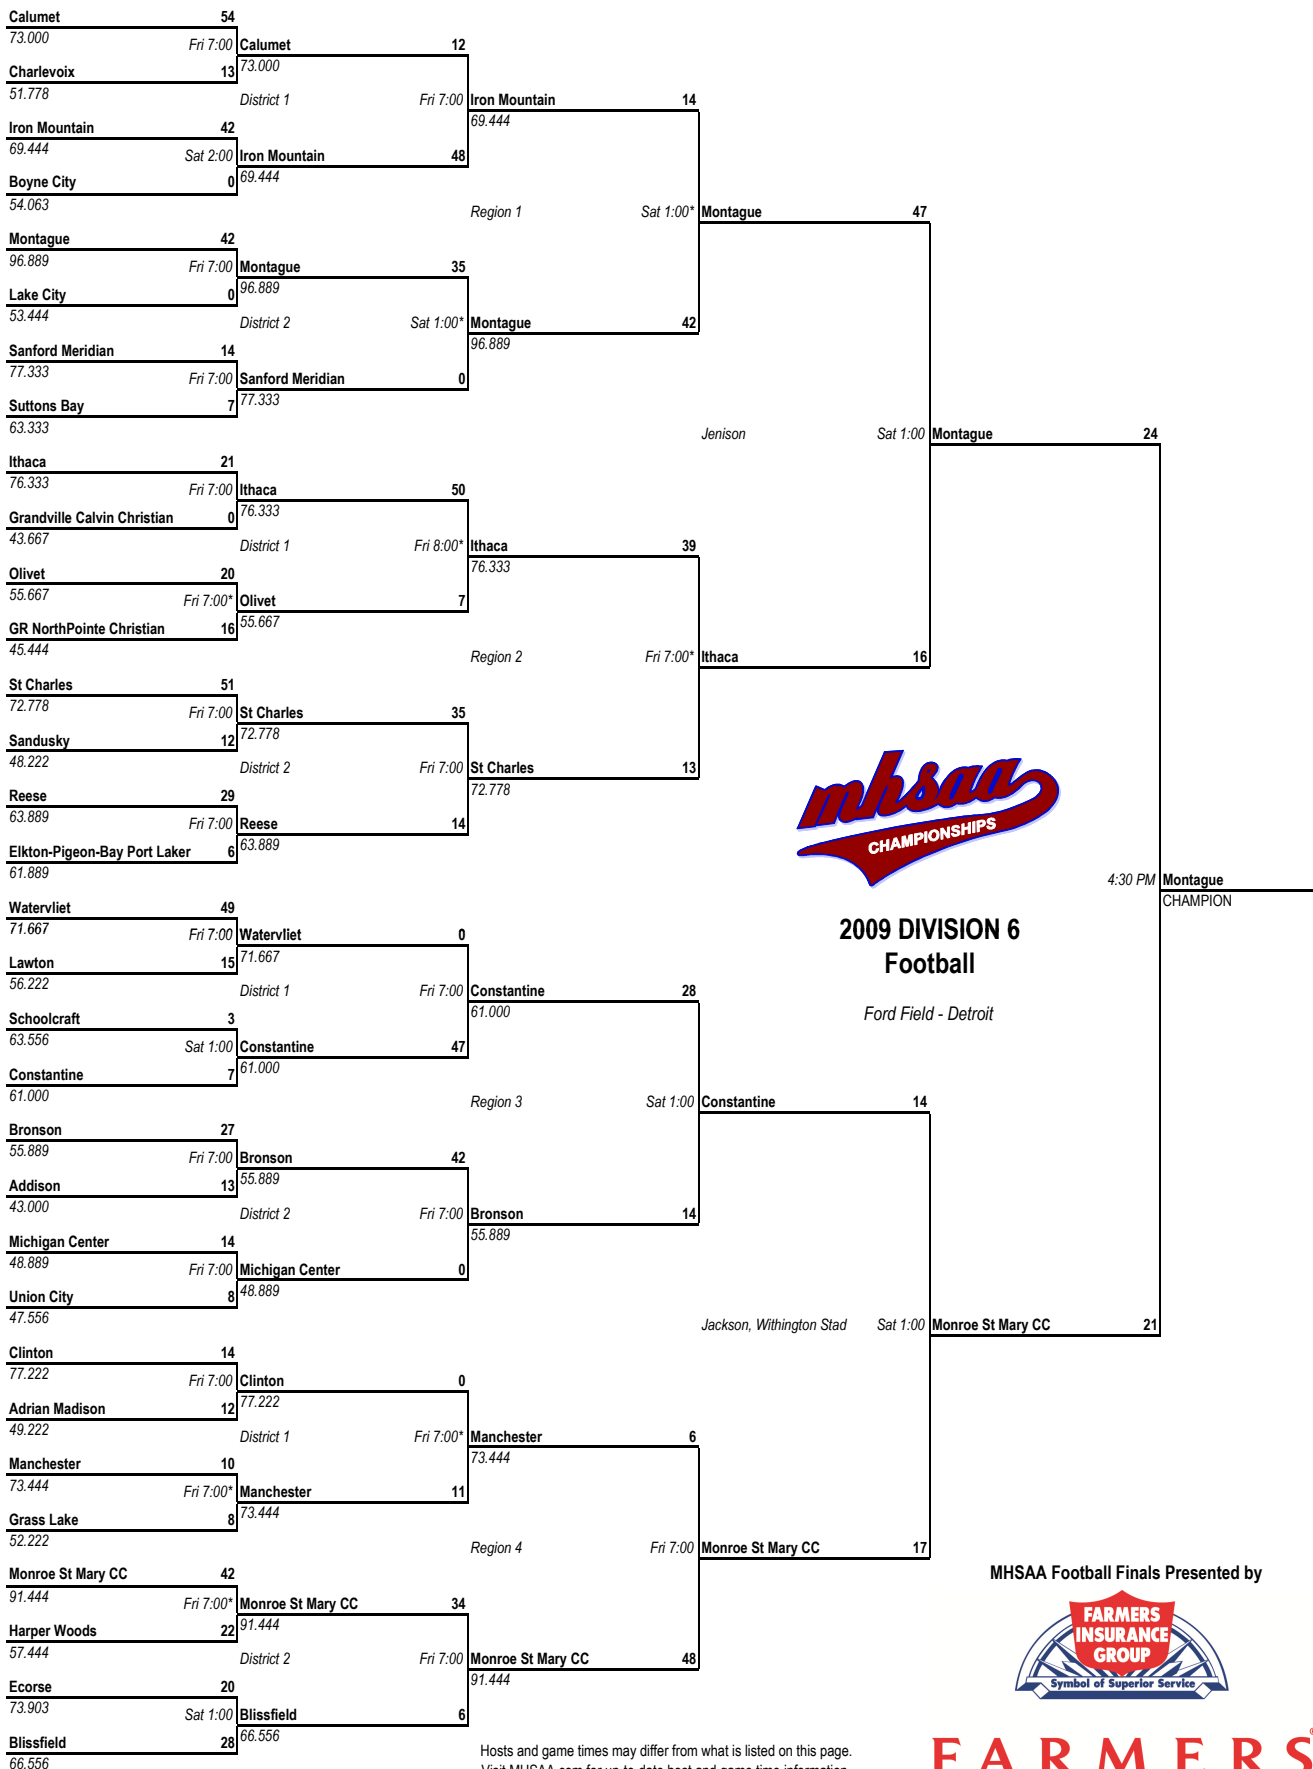 Calumet 54
73.000
Fri 7:00 Calumet 12
73.000
Charlevoix 13
51.778
District 1 Fri 7:00 Iron Mountain 14
69.444
Iron Mountain 42
69.444
Sat 2:00 Iron Mountain 48
69.444
Boyne City 0
54.063
Region 1 Sat 1:00* Montague 47
Montague 42
96.889
Fri 7:00 Montague 35
96.889
Lake City 0
53.444
District 2 Sat 1:00* Montague 42
96.889
Sanford Meridian 14
77.333
Fri 7:00 Sanford Meridian 0
77.333
Suttons Bay 7
63.333
Jenison Sat 1:00 Montague 24
Ithaca 21
76.333
Fri 7:00 Ithaca 50
76.333
Grandville Calvin Christian 0
43.667
District 1 Fri 8:00* Ithaca 39
76.333
Olivet 20
55.667
Fri 7:00* Olivet 7
55.667
GR NorthPointe Christian 16
45.444
Region 2 Fri 7:00* Ithaca 16
St Charles 51
72.778
Fri 7:00 St Charles 35
72.778
Sandusky 12
48.222
District 2 Fri 7:00 St Charles 13
72.778
Reese 29
63.889
Fri 7:00 Reese 14
63.889
Elkton-Pigeon-Bay Port Laker 6
61.889
mhsaa
CHAMPIONSHIPS
4:30 PM Montague
CHAMPION
2009 DIVISION 6
Football
Ford Field - Detroit
Watervliet 49
71.667
Fri 7:00 Watervliet 0
71.667
Lawton 15
56.222
District 1 Fri 7:00 Constantine 28
61.000
Schoolcraft 3
63.556
Sat 1:00 Constantine 47
61.000
Constantine 7
61.000
Region 3 Sat 1:00 Constantine 14
Bronson 27
55.889
Fri 7:00 Bronson 42
55.889
Addison 13
43.000
District 2 Fri 7:00 Bronson 14
55.889
Michigan Center 14
48.889
Fri 7:00 Michigan Center 0
48.889
Union City 8
47.556
Jackson, Withington Stad Sat 1:00 Monroe St Mary CC 21
Clinton 14
77.222
Fri 7:00 Clinton 0
77.222
Adrian Madison 12
49.222
District 1 Fri 7:00* Manchester 6
73.444
Manchester 10
73.444
Fri 7:00* Manchester 11
73.444
Grass Lake 8
52.222
Region 4 Fri 7:00 Monroe St Mary CC 17
Monroe St Mary CC 42
91.444
Fri 7:00* Monroe St Mary CC 34
91.444
Harper Woods 22
57.444
District 2 Fri 7:00 Monroe St Mary CC 48
91.444
Ecorse 20
73.903
Sat 1:00 Blissfield 6
66.556
Blissfield 28
66.556
MHSAA Football Finals Presented by
FARMERS
INSURANCE
GROUP
Symbol of Superior Service
FARMERS®
Hosts and game times may differ from what is listed on this page.
Visit MHSAA.com for up to date host and game time information